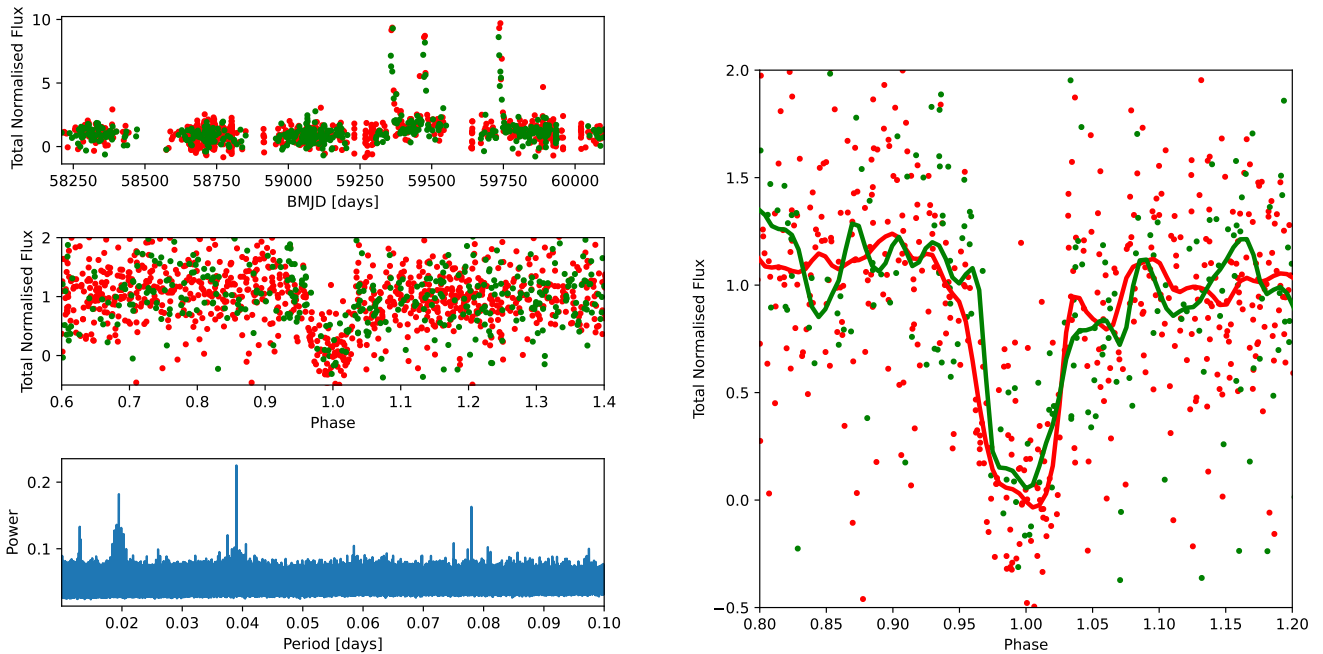 Total Normalised Flux
10
5
0
58250 58500 58750 59000 59250 59500 59750 60000
BMJD [days]
Total Normalised Flux
2
1
0
0.6 0.7 0.8 0.9 1.0 1.1 1.2 1.3 1.4
Phase
Power
0.2
0.1
0.02 0.03 0.04 0.05 0.06 0.07 0.08 0.09 0.10
Period [days]
Total Normalised Flux
2.0
1.5
1.0
0.5
0.0
−0.5
0.80 0.85 0.90 0.95 1.00 1.05 1.10 1.15 1.20
Phase